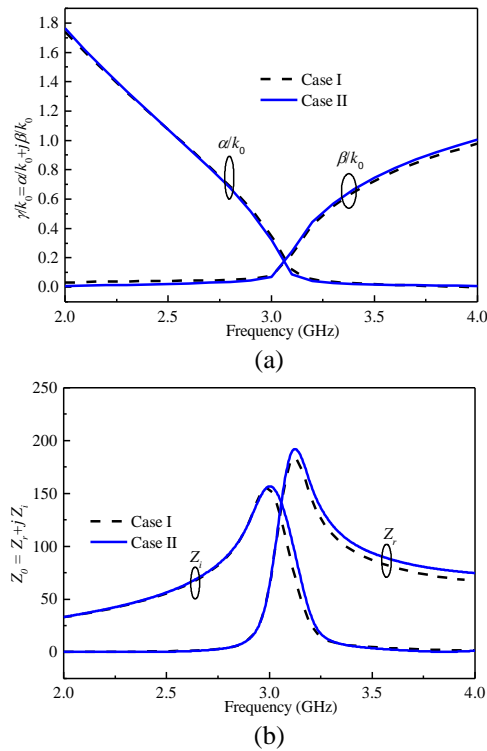 1.8
1.6
1.4
1.2
1.0
0.8
0.6
0.4
0.2
0.0
γ/k₀=α/k₀+jβ/k₀
Case I
Case II
α/k₀
β/k₀
2.0 2.5 3.0 3.5 4.0
Frequency (GHz)
(a)
250
200
150
100
50
0
Z₀ = Zᵣ+j Zᵢ
Case I
Case II
Zᵢ
Zᵣ
2.0 2.5 3.0 3.5 4.0
Frequency (GHz)
(b)